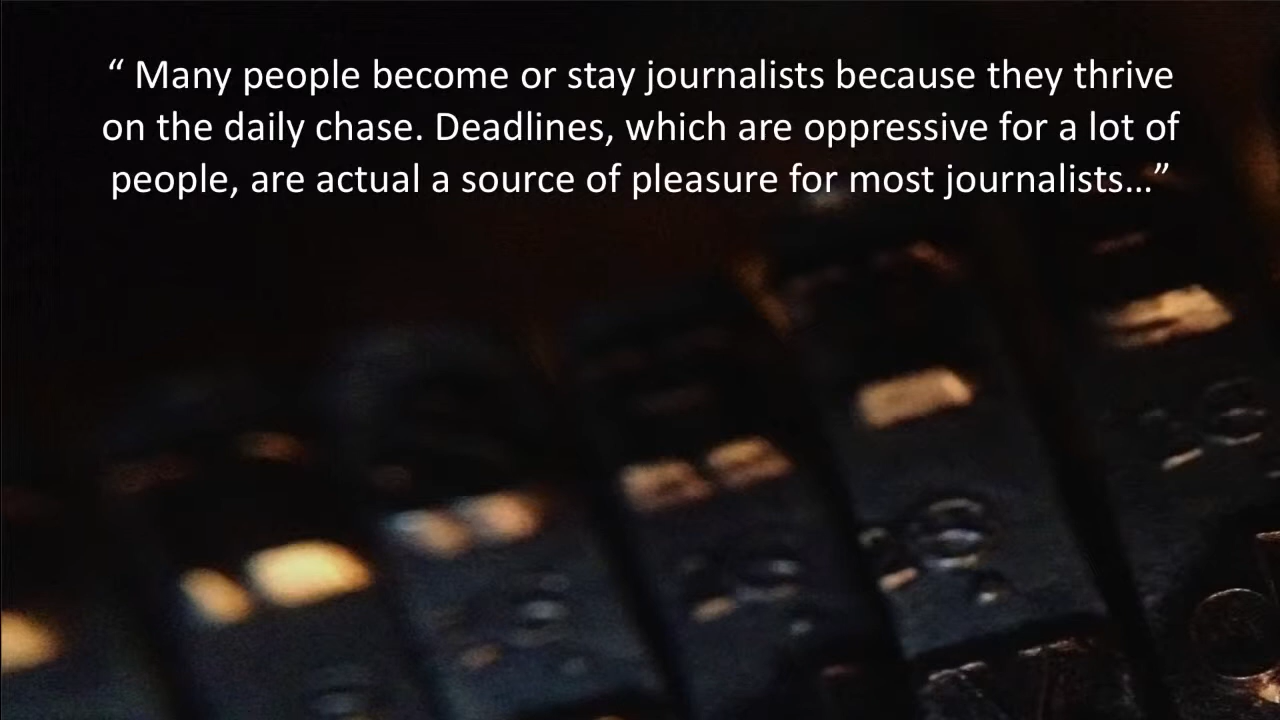 “ Many people become or stay journalists because they thrive
on the daily chase. Deadlines, which are oppressive for a lot of
people, are actual a source of pleasure for most journalists…”